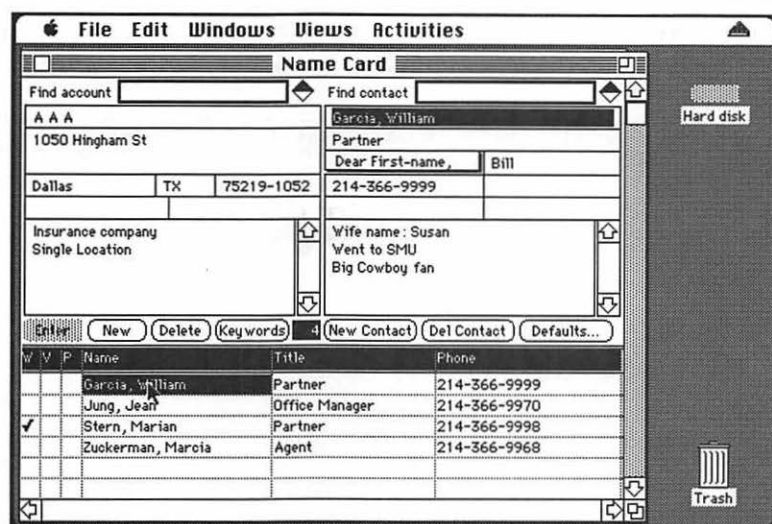 File Edit Windows Views Activities
Name Card
Find account
Find contact
Hard disk
A A A
1050 Hingham St
Dallas TX 75219-1052
Insurance company
Single Location
Garcia, William
Partner
Dear First-name, Bill
214-366-9999
Wife name: Susan
Went to SMU
Big Cowboy fan
Enter New Delete Keywords 4 New Contact Del Contact Defaults...
W V P Name Title Phone
Garcia, William Partner 214-366-9999
Jung, Jean Office Manager 214-366-9970
✓ Stern, Marian Partner 214-366-9998
Zuckerman, Marcia Agent 214-366-9968
Trash